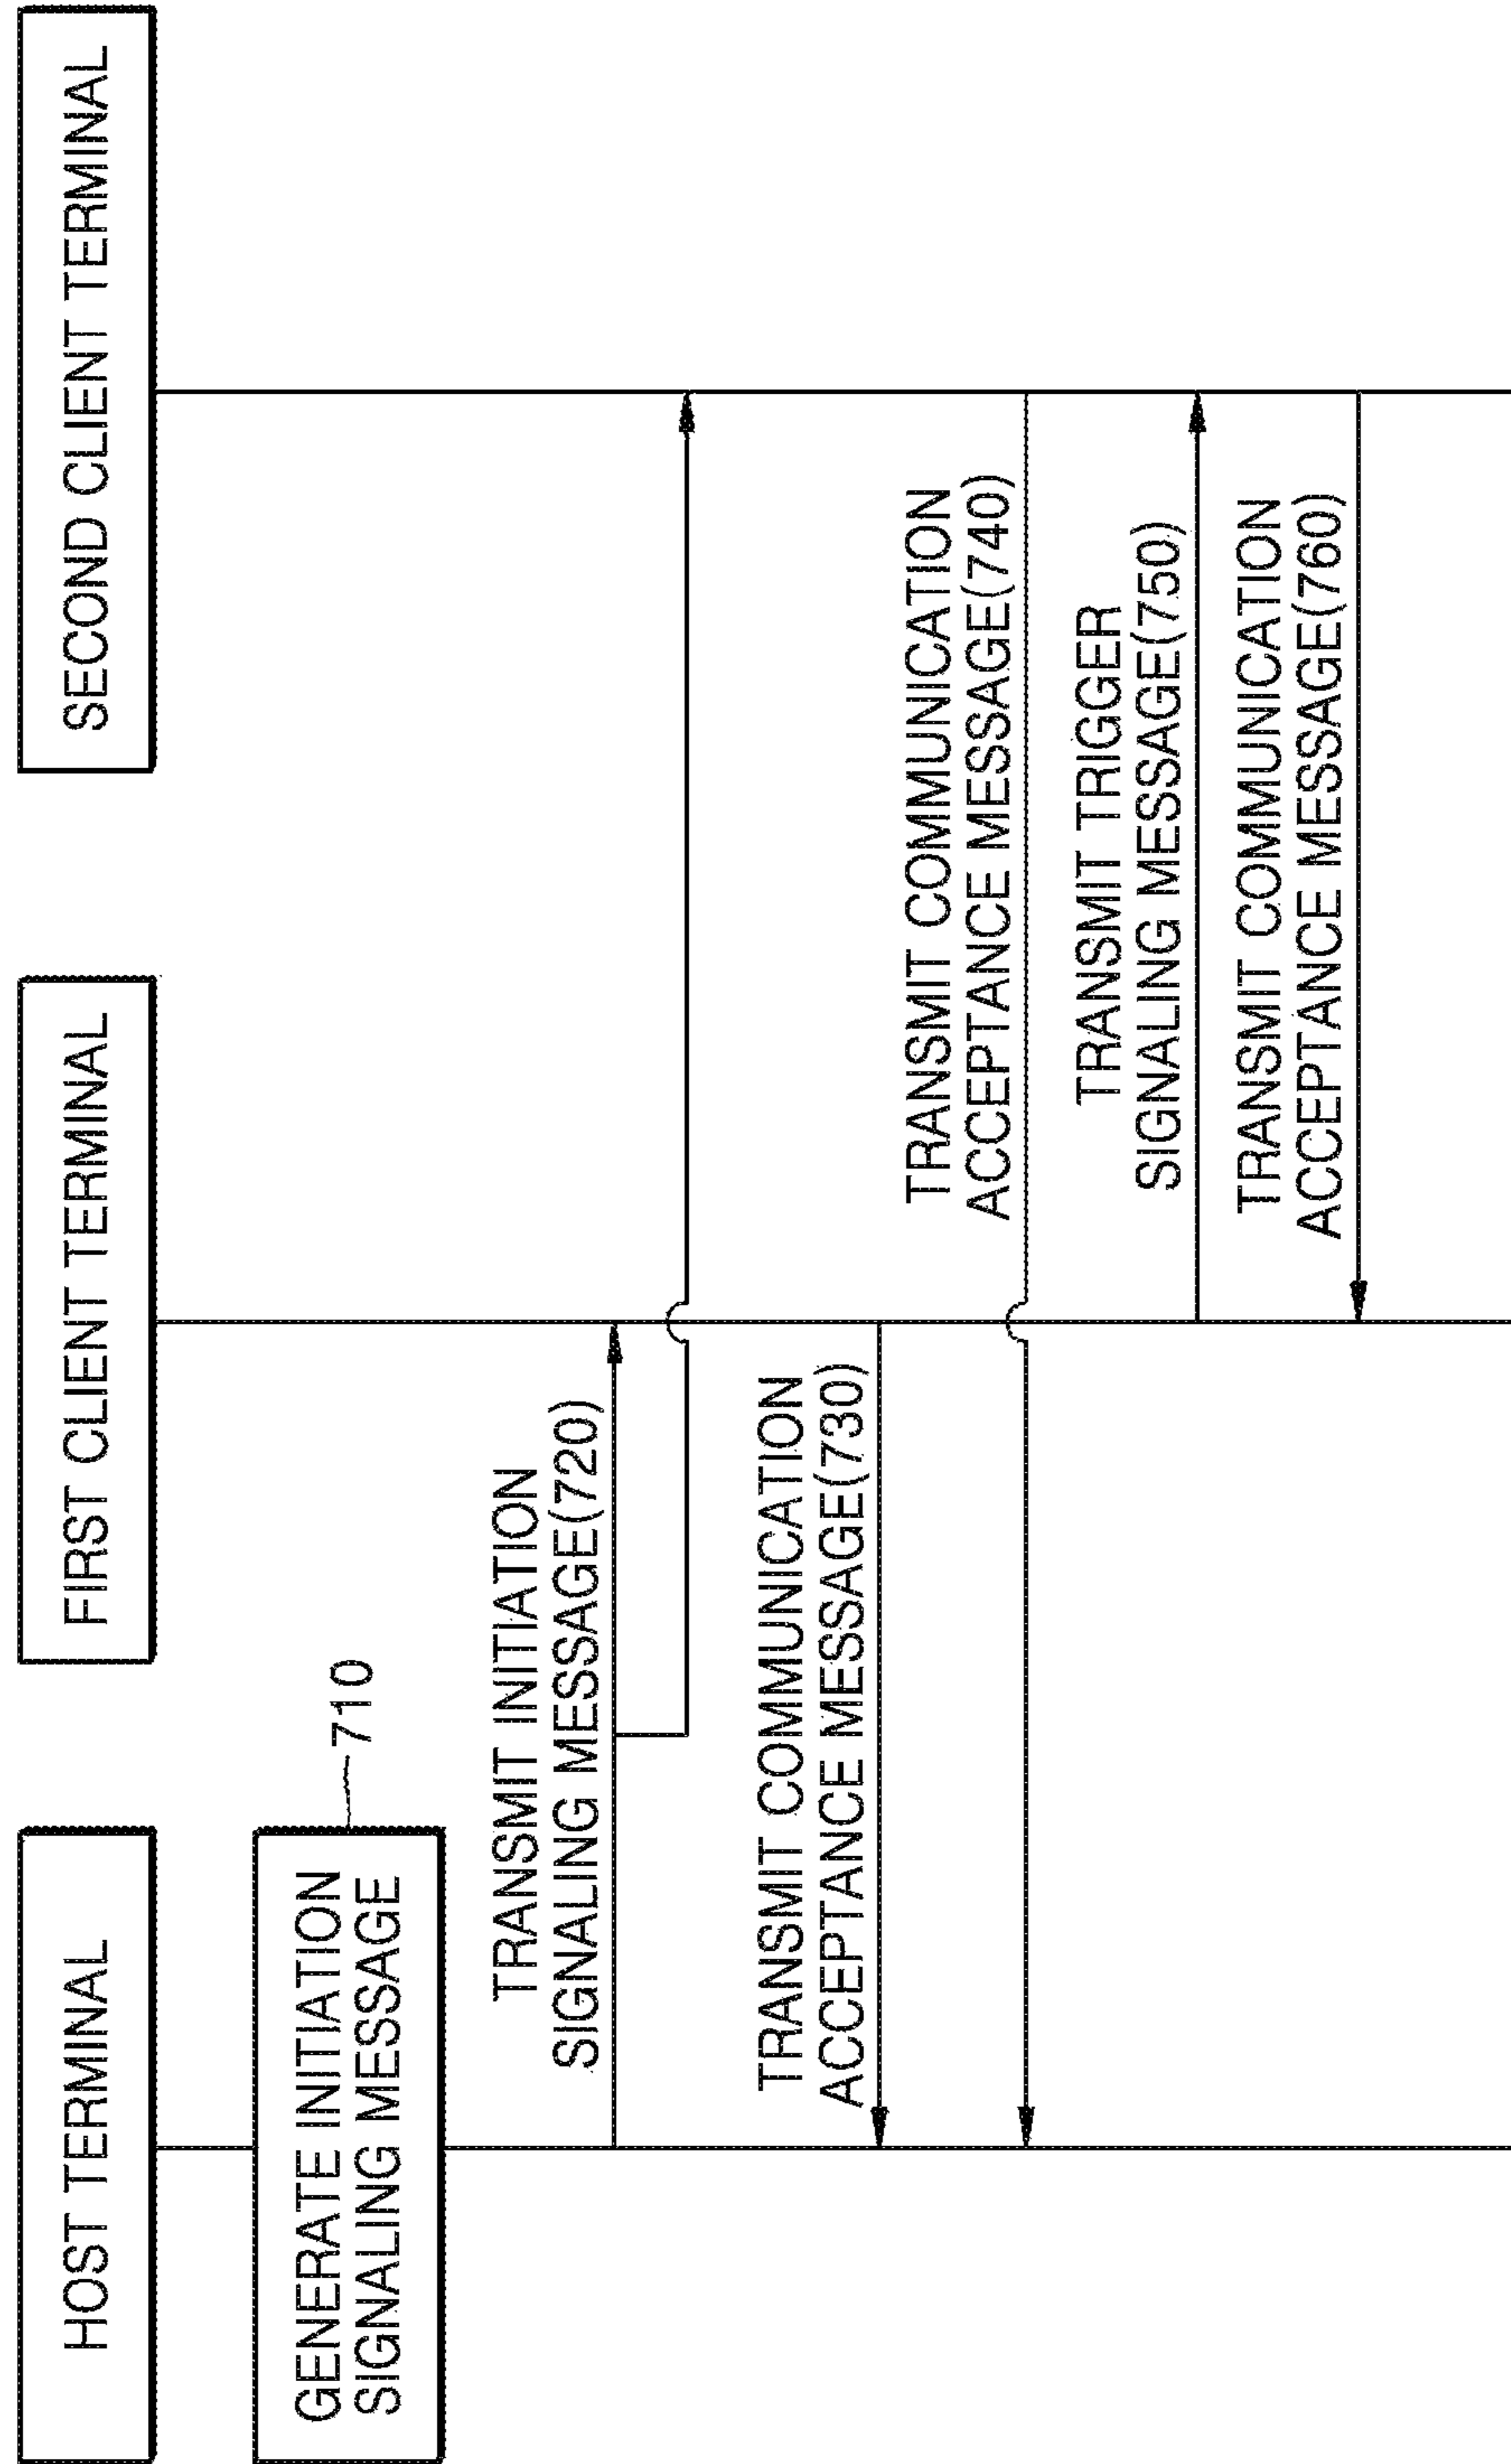 HOST TERMINAL
FIRST CLIENT TERMINAL
SECOND CLIENT TERMINAL
GENERATE INITIATION
SIGNALING MESSAGE
710
TRANSMIT INITIATION
SIGNALING MESSAGE(720)
TRANSMIT COMMUNICATION
ACCEPTANCE MESSAGE(730)
TRANSMIT COMMUNICATION
ACCEPTANCE MESSAGE(740)
TRANSMIT TRIGGER
SIGNALING MESSAGE(750)
TRANSMIT COMMUNICATION
ACCEPTANCE MESSAGE(760)